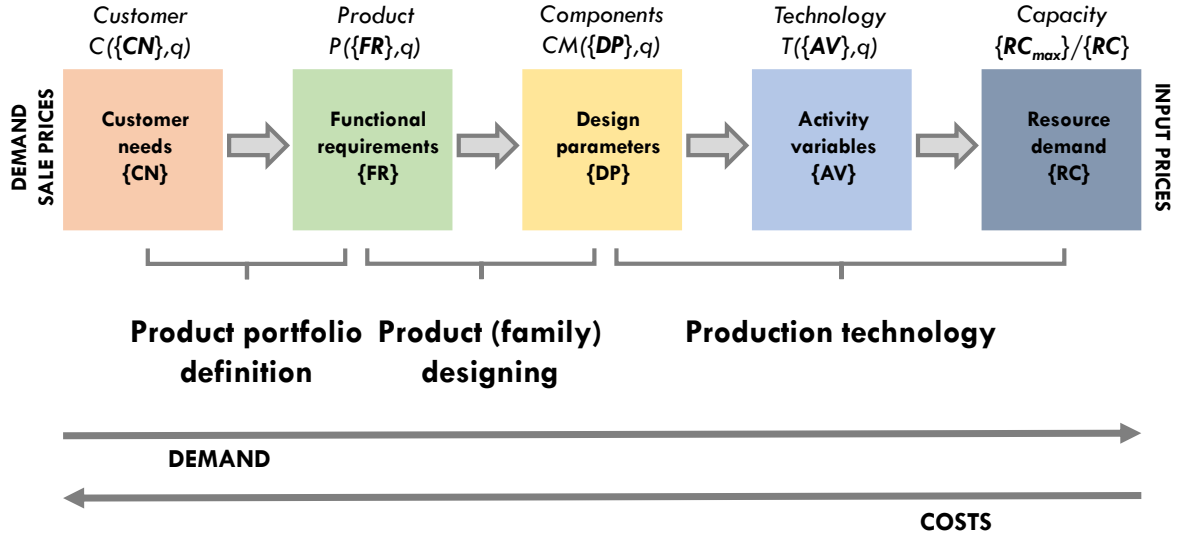 Customer
C({CN},q)
Product
P({FR},q)
Components
CM({DP},q)
Technology
T({AV},q)
Capacity
{RCmax}/{RC}
DEMAND
SALE PRICES
Customer
needs
{CN}
Functional
requirements
{FR}
Design
parameters
{DP}
Activity
variables
{AV}
Resource
demand
{RC}
INPUT PRICES
Product portfolio
definition
Product (family)
designing
Production technology
DEMAND
COSTS